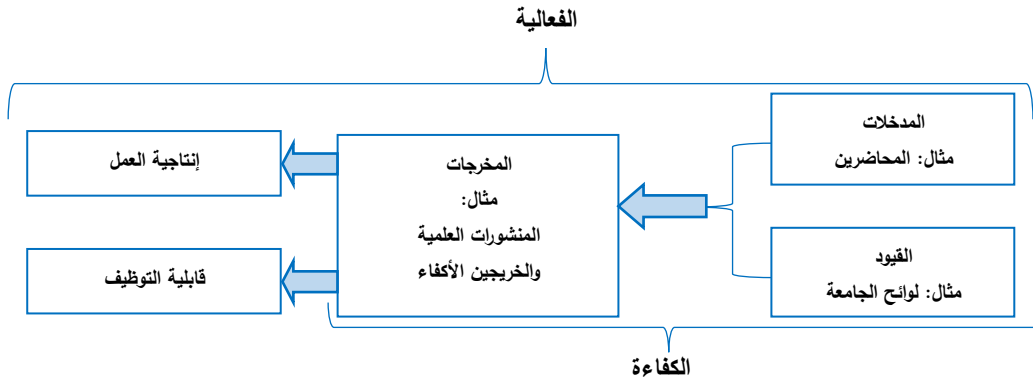 الفعالية
المدخلات
مثال: المحاضرين
القيود
مثال: لوائح الجامعة
المخرجات
مثال:
المنشورات العلمية
والخريجين الأكفاء
إنتاجية العمل
قابلية التوظيف
الكفاءة